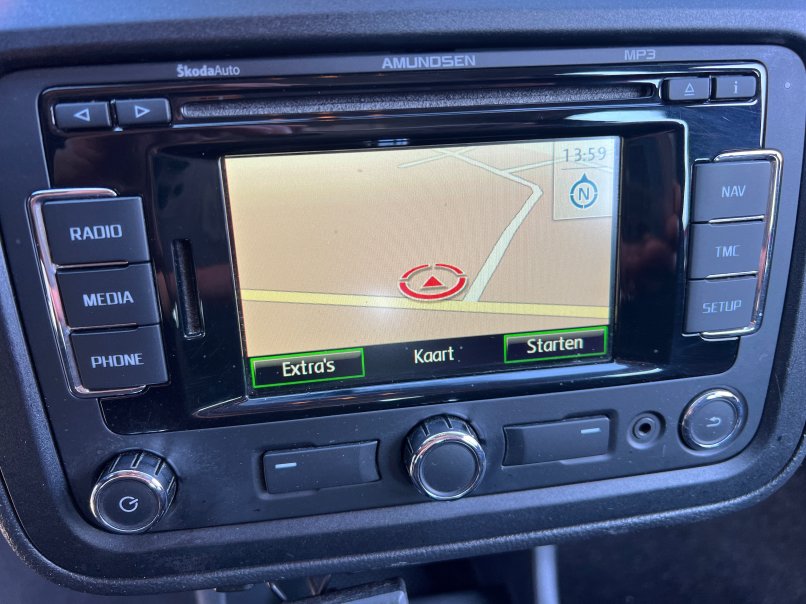 ŠkodaAuto
AMUNDSEN
MP3
i
13:59
N
RADIO
MEDIA
PHONE
NAV
TMC
SETUP
Extra's
Kaart
Starten